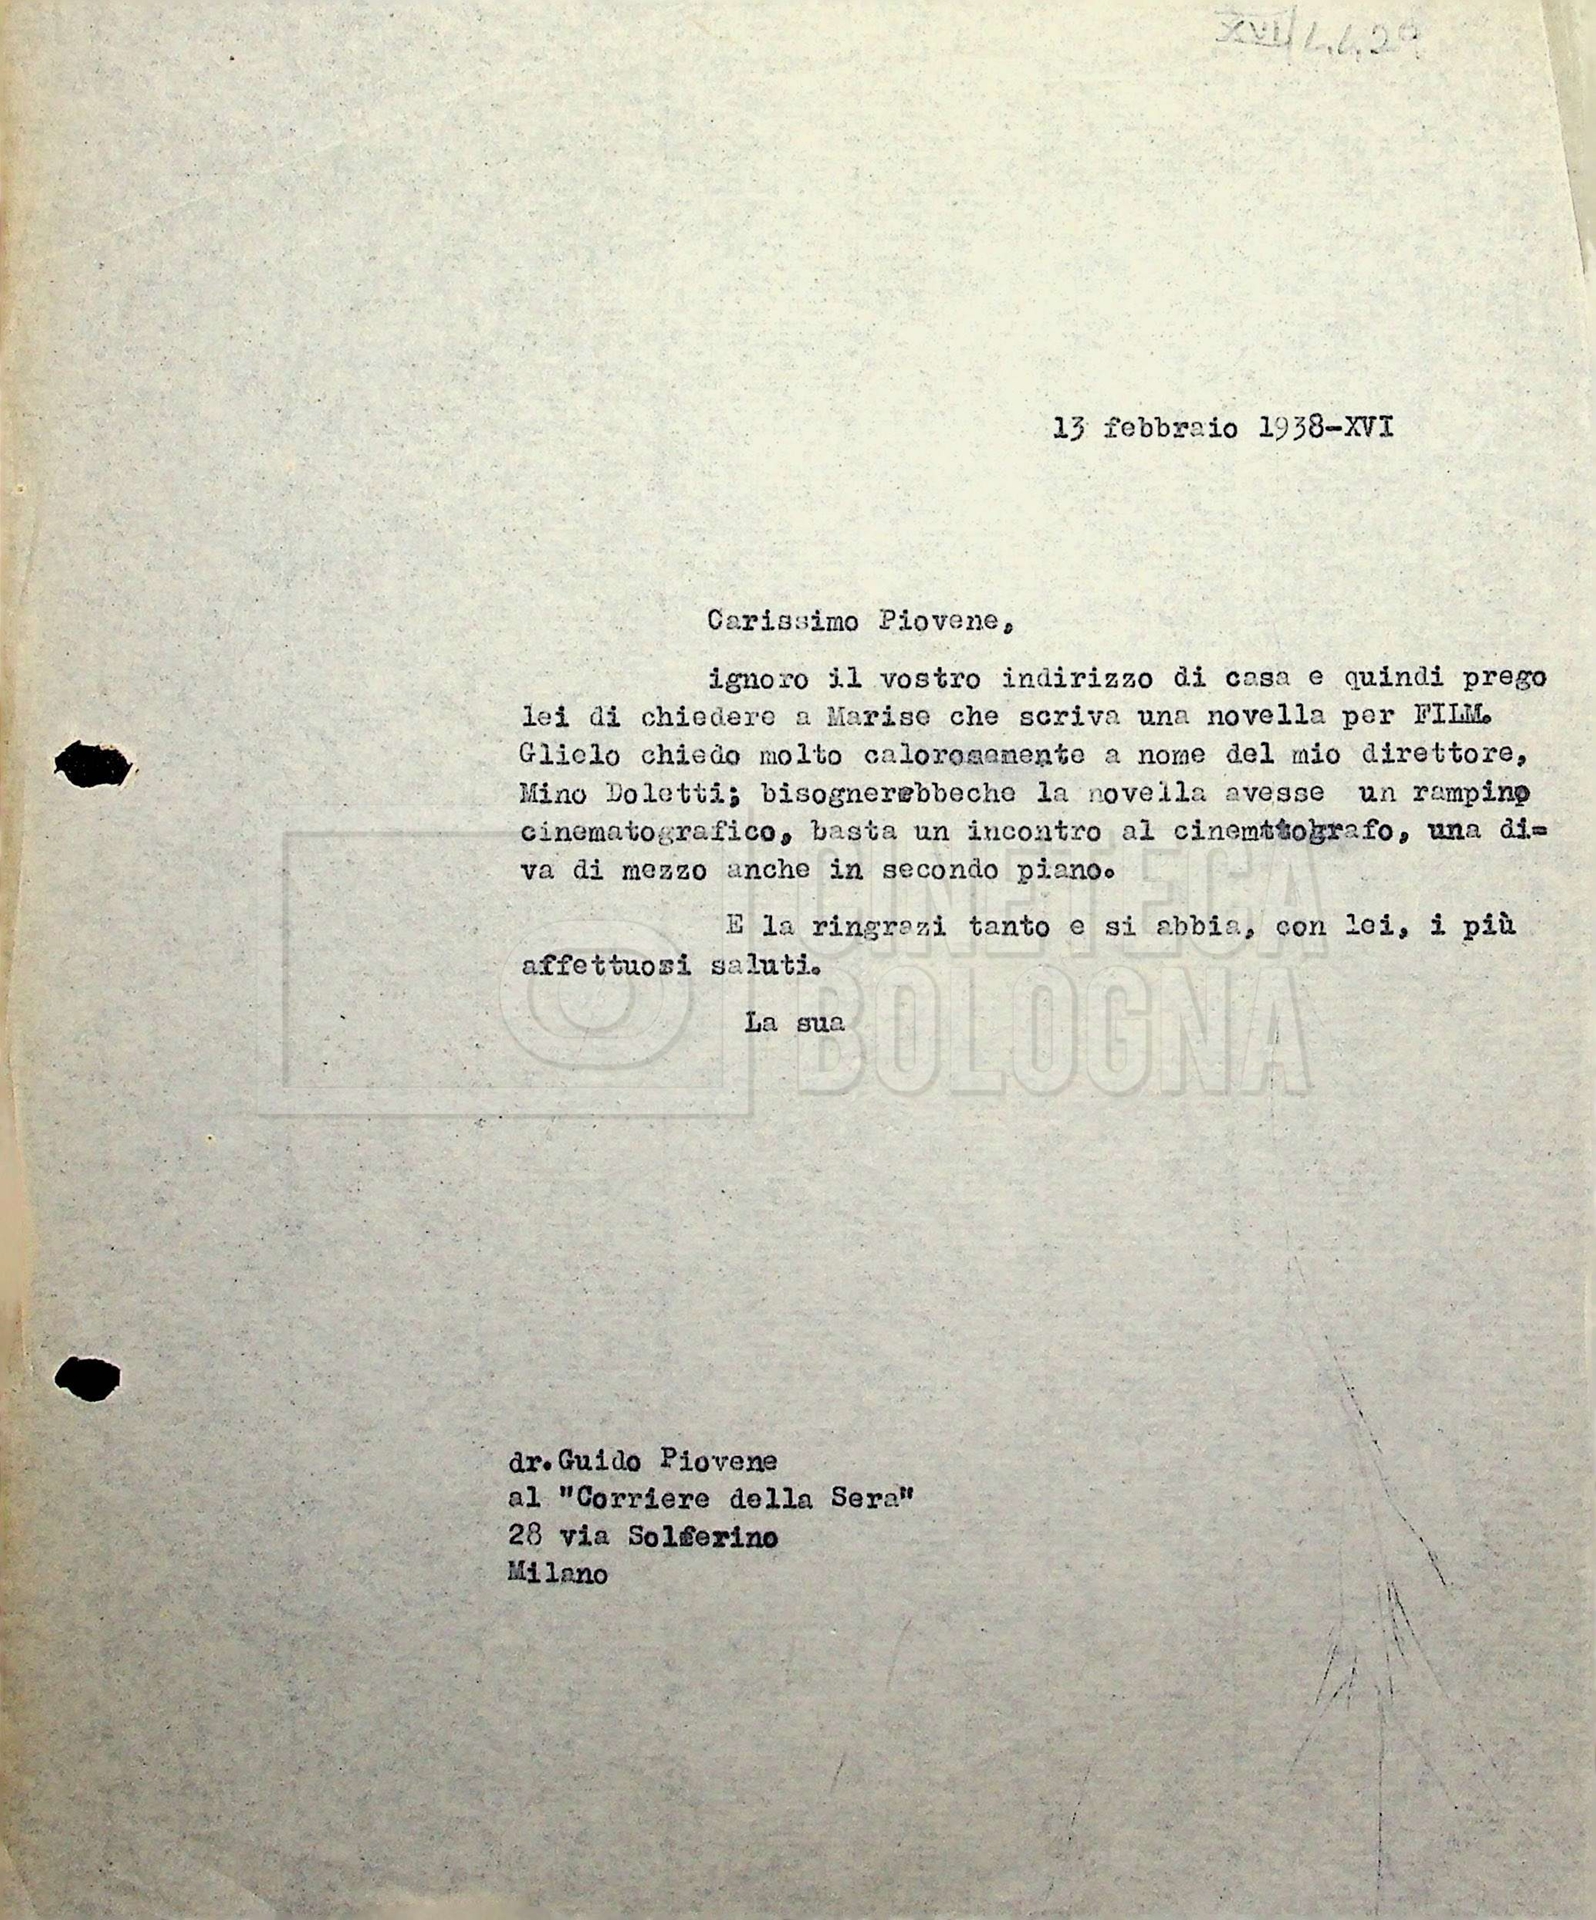 XVII/4.4.29
13 febbraio 1938-XVI
Carissimo Piovene,
ignoro il vostro indirizzo di casa e quindi prego
lei di chiedere a Marise che scriva una novella per FILM.
Glielo chiedo molto calorosamente a nome del mio direttore,
Mino Doletti; bisognerebbeche la novella avesse un rampino
cinematografico, basta un incontro al cinematografo, una di=
va di mezzo anche in secondo piano.
E la ringrazi tanto e si abbia, con lei, i più
affettuosi saluti.
La sua
CINETECA
BOLOGNA
dr. Guido Piovene
al "Corriere della Sera"
28 via Solferino
Milano